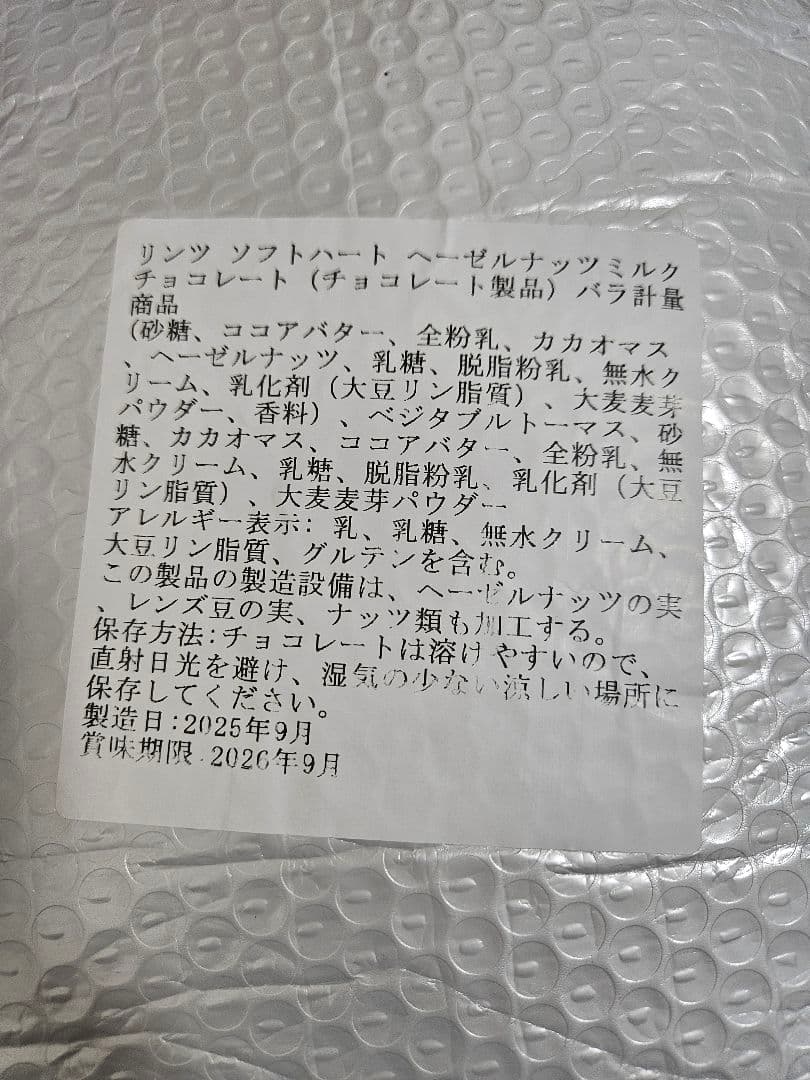 リンツ ソフトハート ヘーゼルナッツミルク
チョコレート（チョコレート製品）バラ計量
商品
（砂糖、ココアバター、全粉乳、カカオマス
、ヘーゼルナッツ、乳糖、脱脂粉乳、無水ク
リーム、乳化剤（大豆リン脂質）、大麦麦芽
パウダー、香料）、ベジタブルトーマス、砂
糖、カカオマス、ココアバター、全粉乳、無
水クリーム、乳糖、脱脂粉乳、乳化剤（大豆
リン脂質）、大麦麦芽パウダー
アレルギー表示: 乳、乳糖、無水クリーム、
大豆リン脂質、グルテンを含む。
この製品の製造設備は、ヘーゼルナッツの実
、レンズ豆の実、ナッツ類も加工する。
保存方法:チョコレートは溶けやすいので、
直射日光を避け、湿気の少ない涼しい場所に
保存してください。
製造日:2025年9月
賞味期限:2026年9月